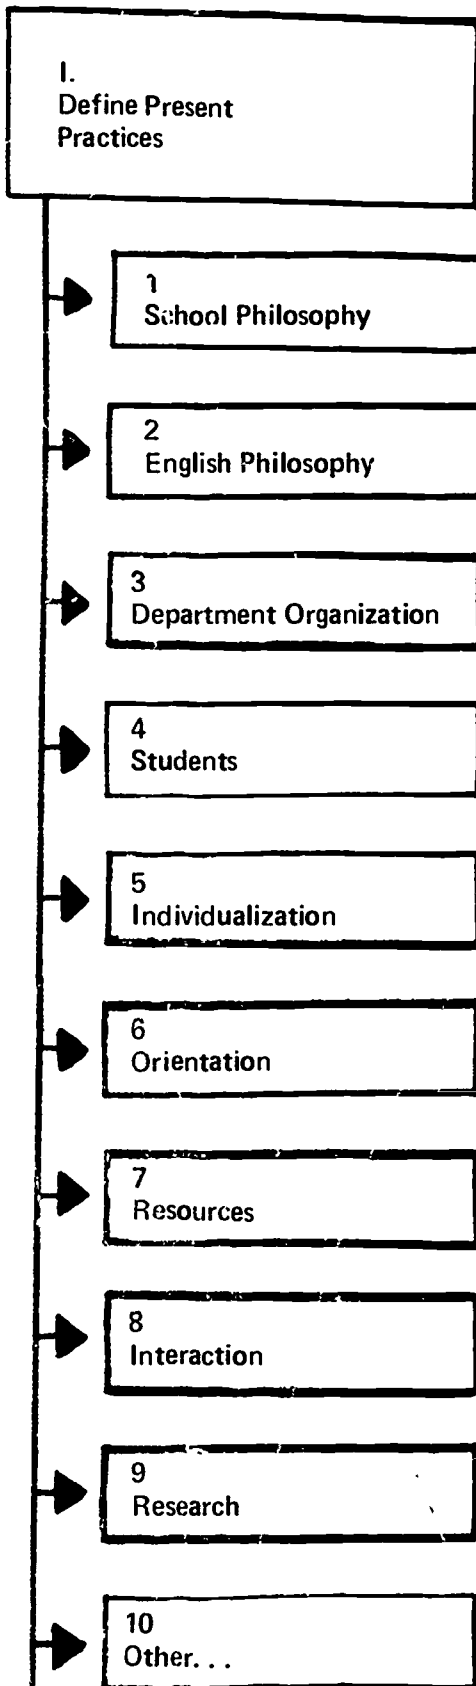 I.
Define Present
Practices
1
School Philosophy
2
English Philosophy
3
Department Organization
4
Students
5
Individualization
6
Orientation
7
Resources
8
Interaction
9
Research
10
Other. . .